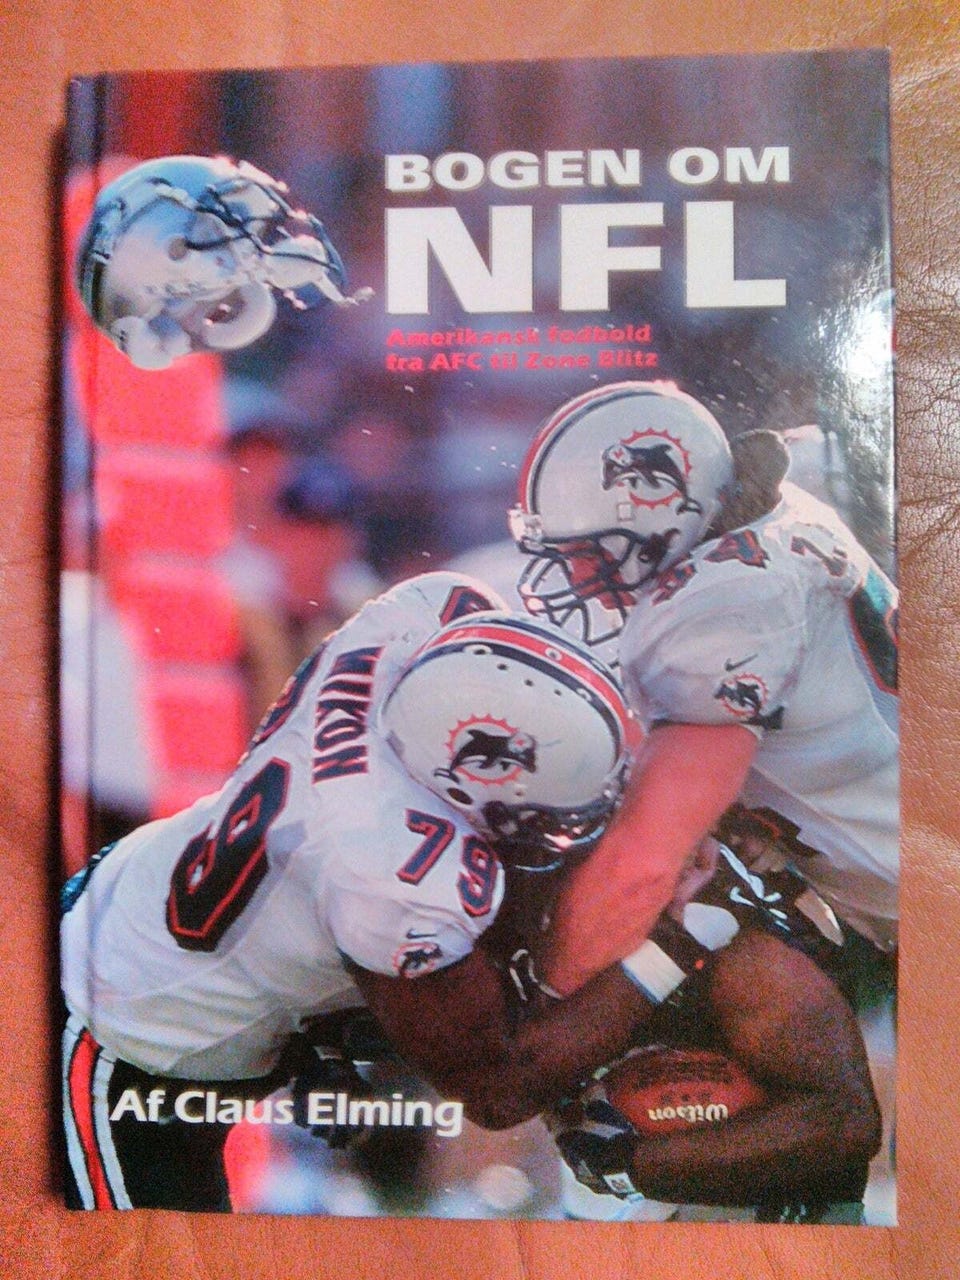 BOGEN OM
NFL
Amerikansk fodbold
fra AFC til Zone Blitz
79
Wilson
Af Claus Elming